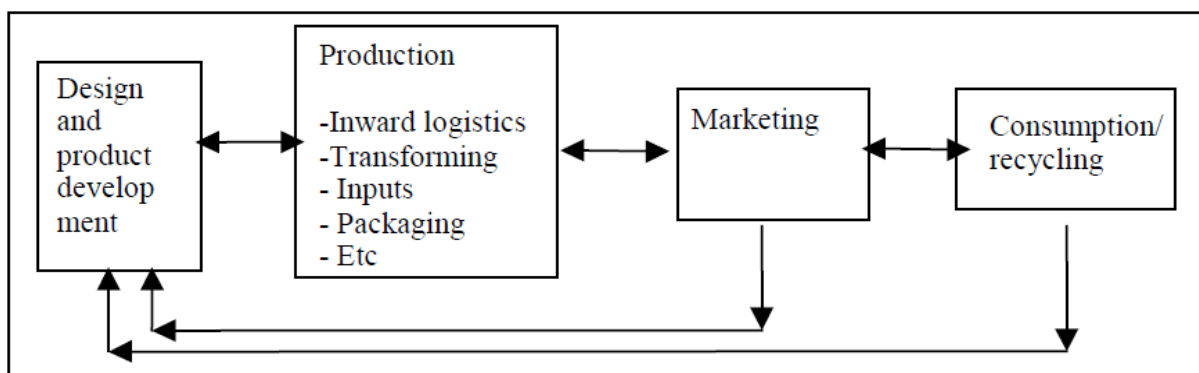 Design
and
product
develop
ment
Production
-Inward logistics
-Transforming
- Inputs
- Packaging
- Etc
Marketing
Consumption/
recycling